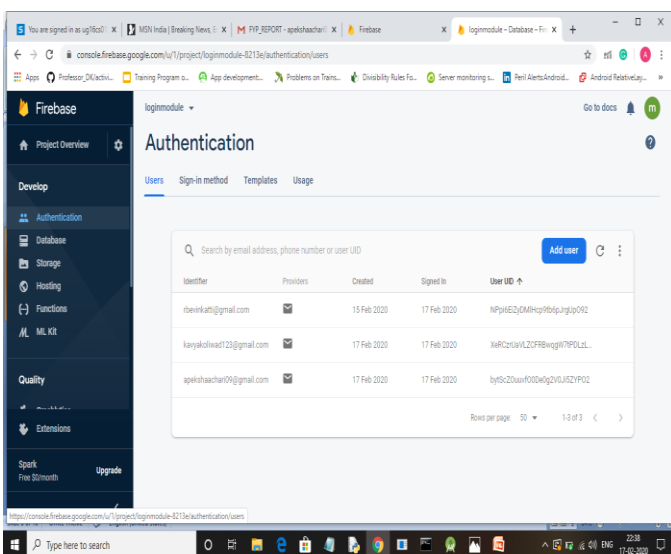 You are signed in as ug16cs01 x
MSN India | Breaking News, E x
M FYP_REPORT - apekshaachari x
Firebase x
loginmodule – Database – Fir x
console.firebase.google.com/u/1/project/loginmodule-8213e/authentication/users
Apps Professor_DK/activi... Training Program o... App development... Problems on Trains... Divisibility Rules Fo... Server monitoring s... Peril AlertsAndroid... Android RelativeLay... »
Firebase
loginmodule
Go to docs
m
Project Overview
Authentication
Develop
Users Sign-in method Templates Usage
Authentication
Database
Storage
Hosting
Functions
ML Kit
Quality
Extensions
Spark
Free $0/month
Upgrade
Search by email address, phone number or user UID
Add user
Identifier Providers Created Signed In User UID ↑
rbevinkatti@gmail.com 15 Feb 2020 17 Feb 2020
kavyakoliwad123@gmail.com 17 Feb 2020 17 Feb 2020
apekshaachari09@gmail.com 17 Feb 2020 17 Feb 2020
Rows per page: 50 1-3 of 3
https://console.firebase.google.com/u/1/project/loginmodule-8213e/authentication/users
Type here to search
ENG
22:38
17-02-2020